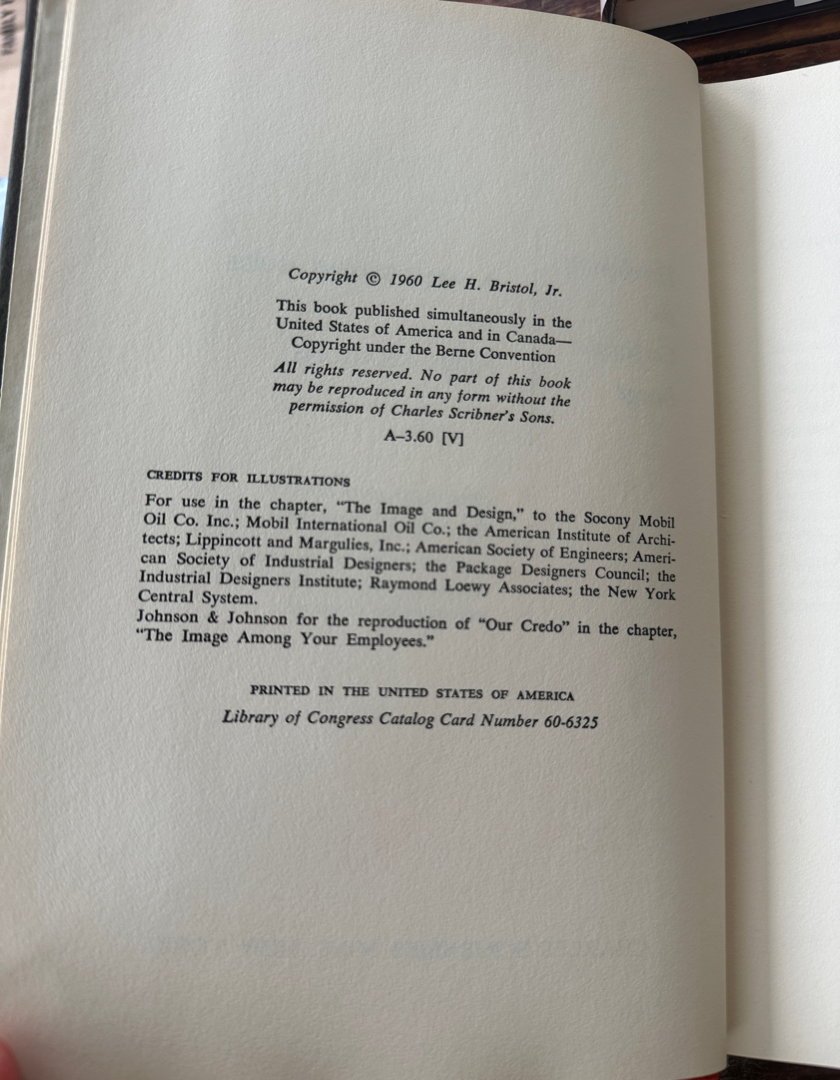 Copyright © 1960 Lee H. Bristol, Jr.
This book published simultaneously in the
United States of America and in Canada—
Copyright under the Berne Convention
All rights reserved. No part of this book
may be reproduced in any form without the
permission of Charles Scribner's Sons.
A–3.60 [V]
CREDITS FOR ILLUSTRATIONS
For use in the chapter, “The Image and Design,” to the Socony Mobil
Oil Co. Inc.; Mobil International Oil Co.; the American Institute of Archi-
tects; Lippincott and Margulies, Inc.; American Society of Engineers; Ameri-
can Society of Industrial Designers; the Package Designers Council; the
Industrial Designers Institute; Raymond Loewy Associates; the New York
Central System.
Johnson & Johnson for the reproduction of “Our Credo” in the chapter,
“The Image Among Your Employees.”
PRINTED IN THE UNITED STATES OF AMERICA
Library of Congress Catalog Card Number 60-6325